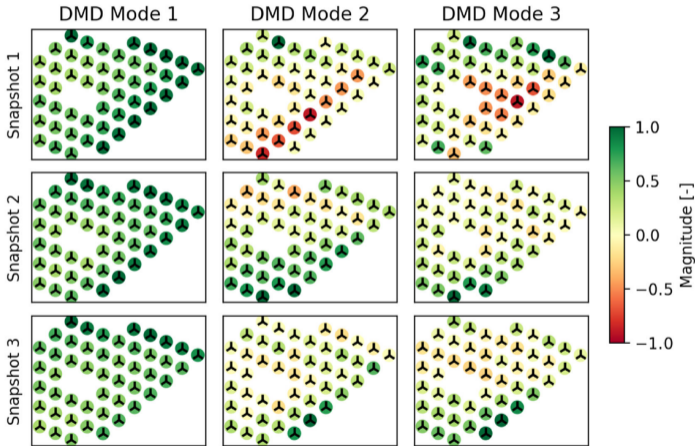 DMD Mode 1
DMD Mode 2
DMD Mode 3
Snapshot 1
Snapshot 2
Snapshot 3
1.0
0.5
0.0
−0.5
−1.0
Magnitude [-]